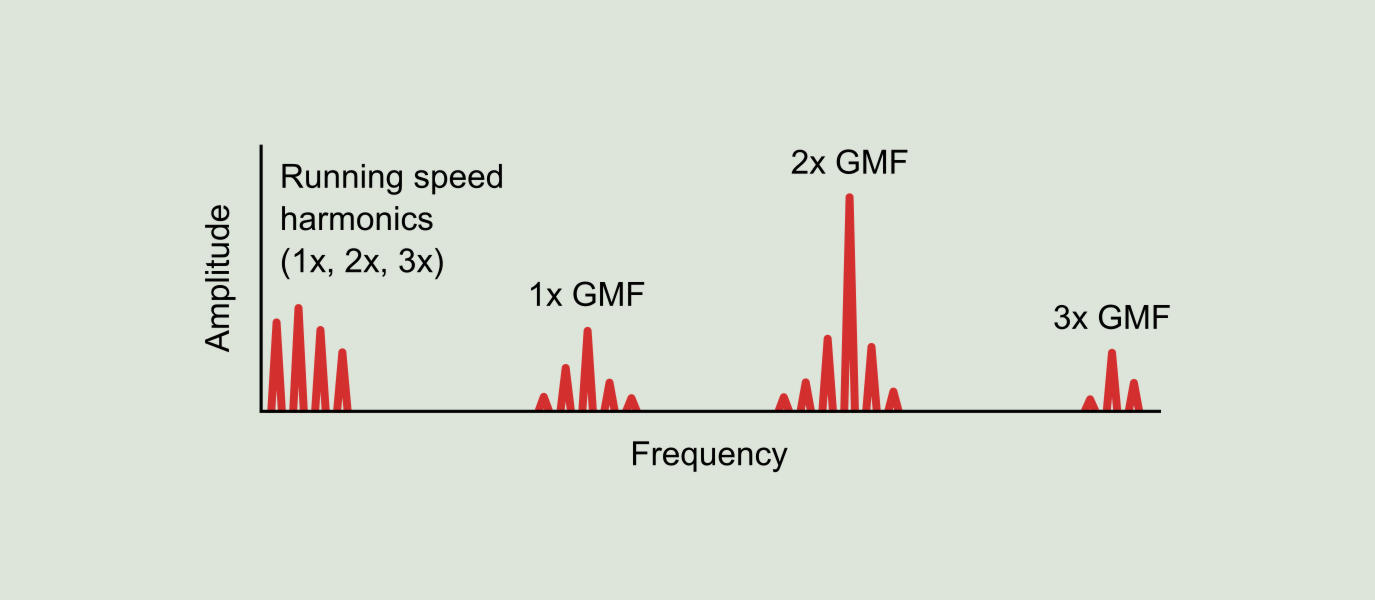 Running speed
harmonics
(1x, 2x, 3x)
1x GMF
2x GMF
3x GMF
Amplitude
Frequency